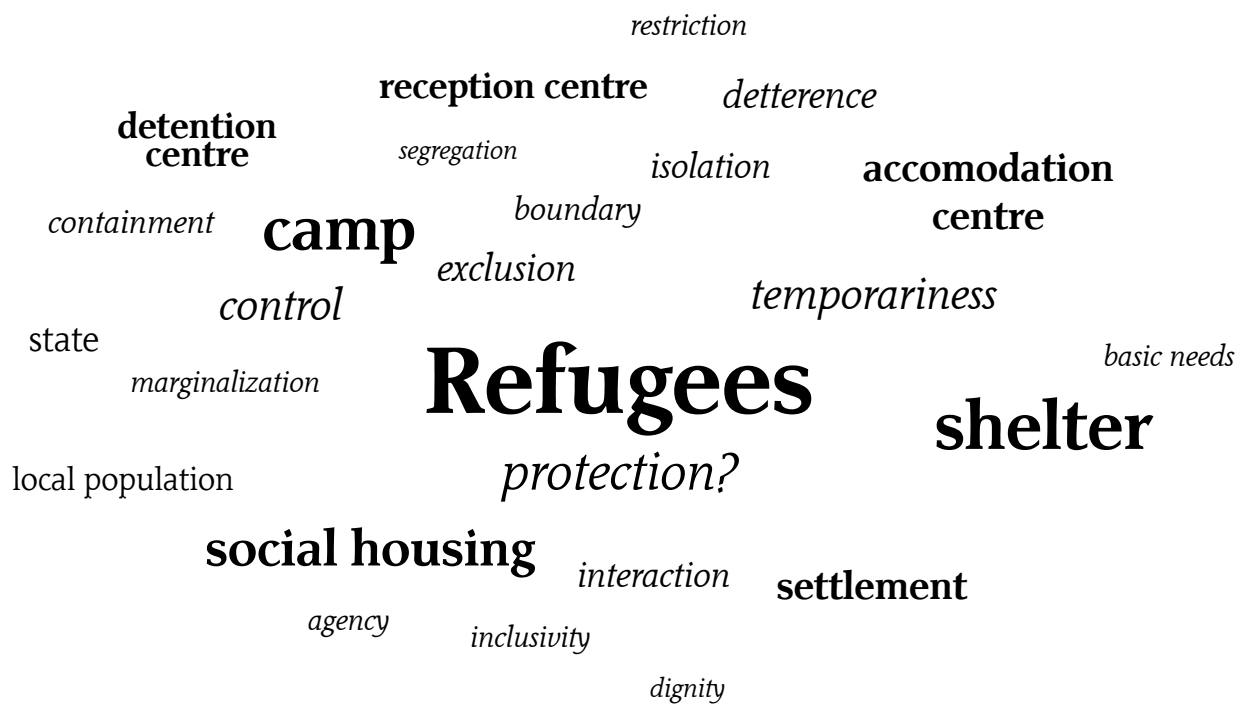 restriction
reception centre
detterence
detention
centre
segregation
isolation
accomodation
centre
containment
camp
boundary
exclusion
control
temporariness
state
basic needs
marginalization
Refugees
shelter
local population
protection?
social housing
interaction
settlement
agency
inclusivity
dignity